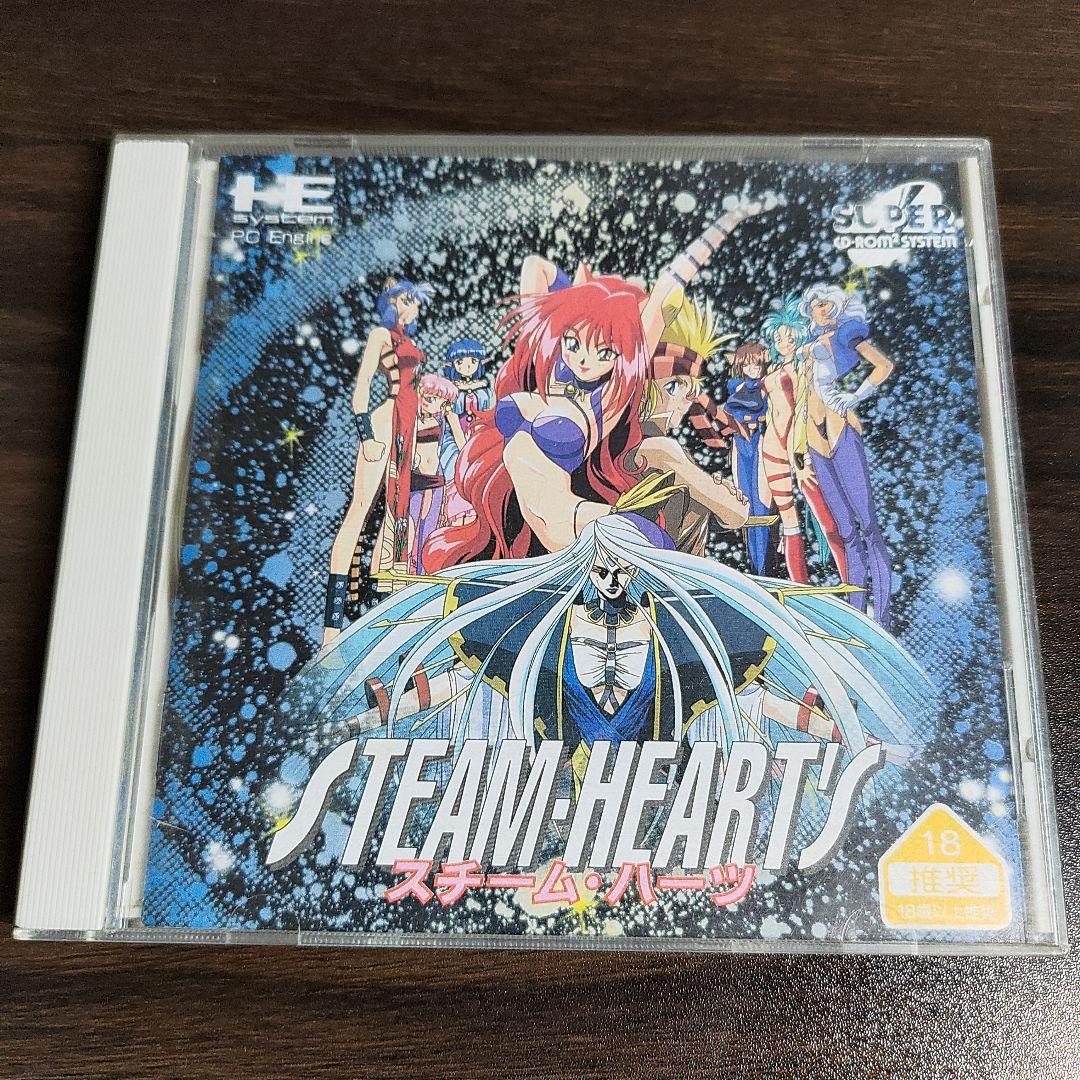 HE
system
PC Engine
SUPER
CD-ROM² SYSTEM
STEAM-HEART'S
スチーム・ハーツ
18
推奨
18歳以上推奨